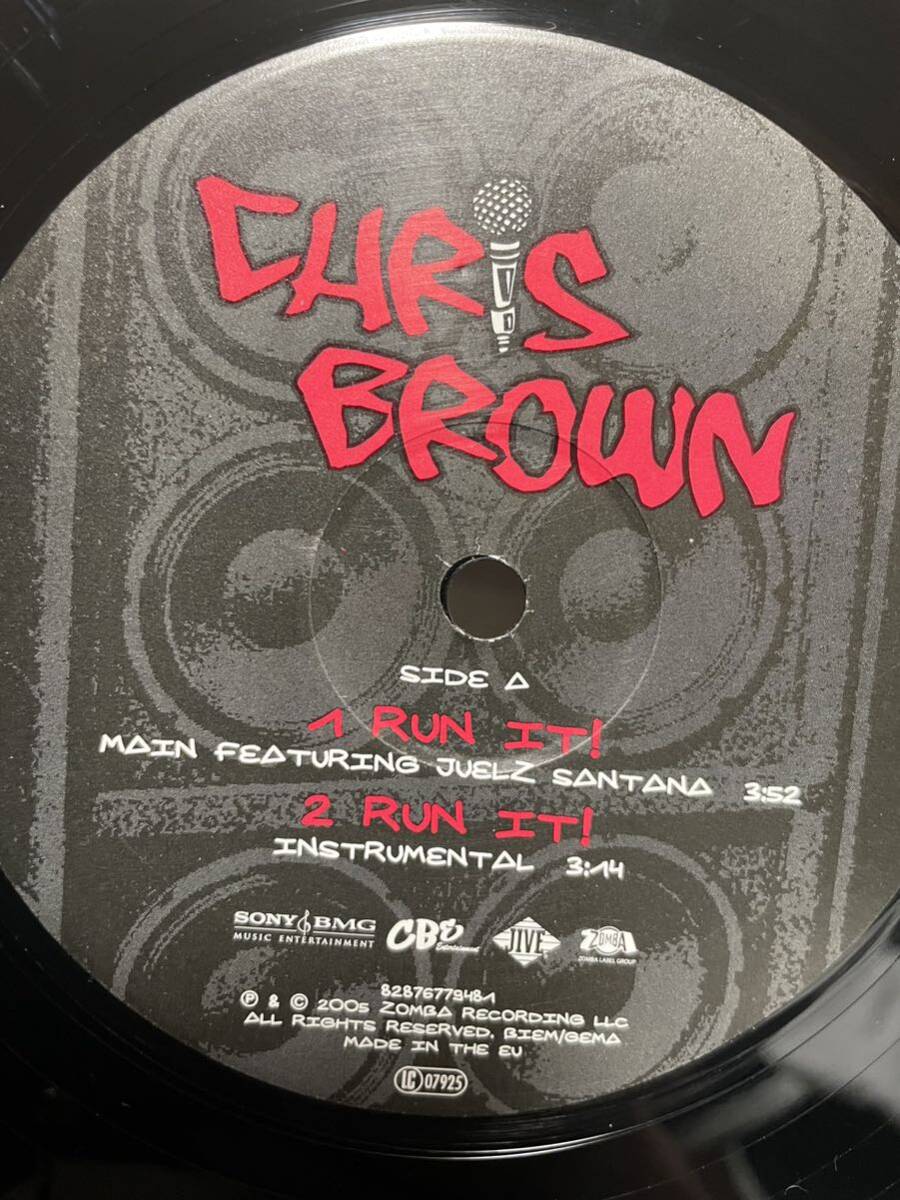 CHRIS
BROWN
SIDE A
1 RUN IT!
MAIN FEATURING JUELZ SANTANA 3:52
2 RUN IT!
INSTRUMENTAL 3:14
SONY BMG
MUSIC ENTERTAINMENT
CBE
Entertainment
JIVE
ZOMBA
ZOMBA LABEL GROUP
82876779481
℗ & © 2005 ZOMBA RECORDING LLC
ALL RIGHTS RESERVED. BIEM/GEMA
MADE IN THE EU
LC 07925